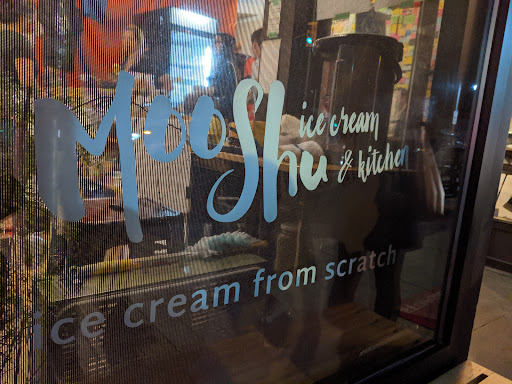 MooShu
ice cream
& kitchen
ice cream from scratch